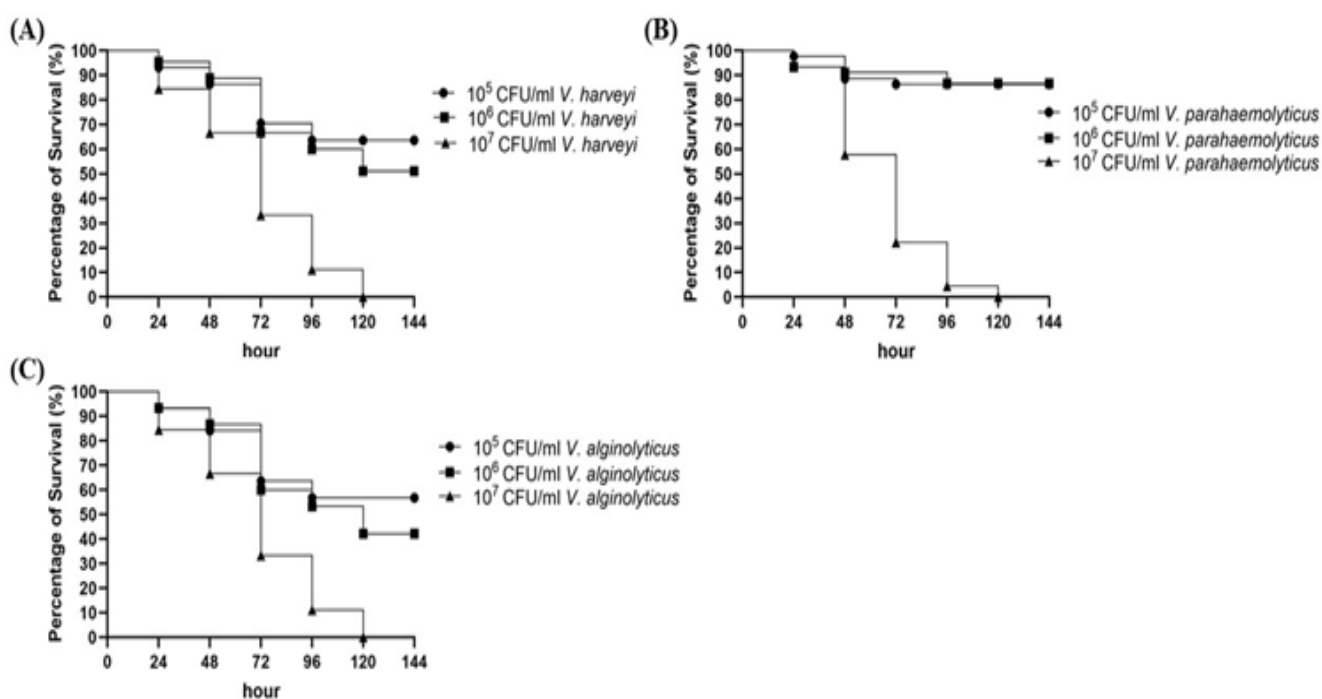 (A)
Percentage of Survival (%)
100
90
80
70
60
50
40
30
20
10
0
0 24 48 72 96 120 144
hour
10⁵ CFU/ml V. harveyi
10⁶ CFU/ml V. harveyi
10⁷ CFU/ml V. harveyi
(B)
Percentage of Survival (%)
100
90
80
70
60
50
40
30
20
10
0
0 24 48 72 96 120 144
hour
10⁵ CFU/ml V. parahaemolyticus
10⁶ CFU/ml V. parahaemolyticus
10⁷ CFU/ml V. parahaemolyticus
(C)
Percentage of Survival (%)
100
90
80
70
60
50
40
30
20
10
0
0 24 48 72 96 120 144
hour
10⁵ CFU/ml V. alginolyticus
10⁶ CFU/ml V. alginolyticus
10⁷ CFU/ml V. alginolyticus